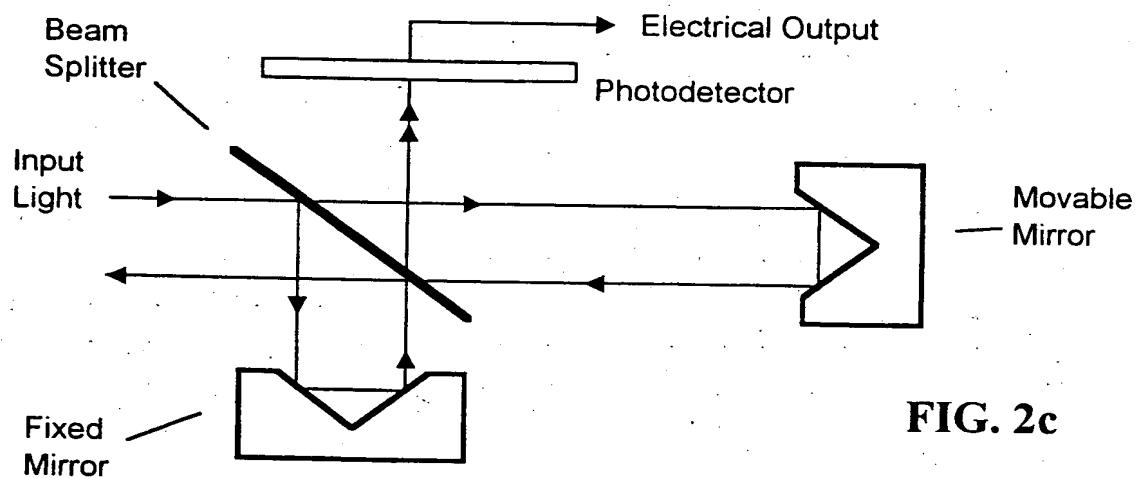 Beam
Splitter
Electrical Output
Photodetector
Input
Light
Movable
Mirror
Fixed
Mirror
FIG. 2c